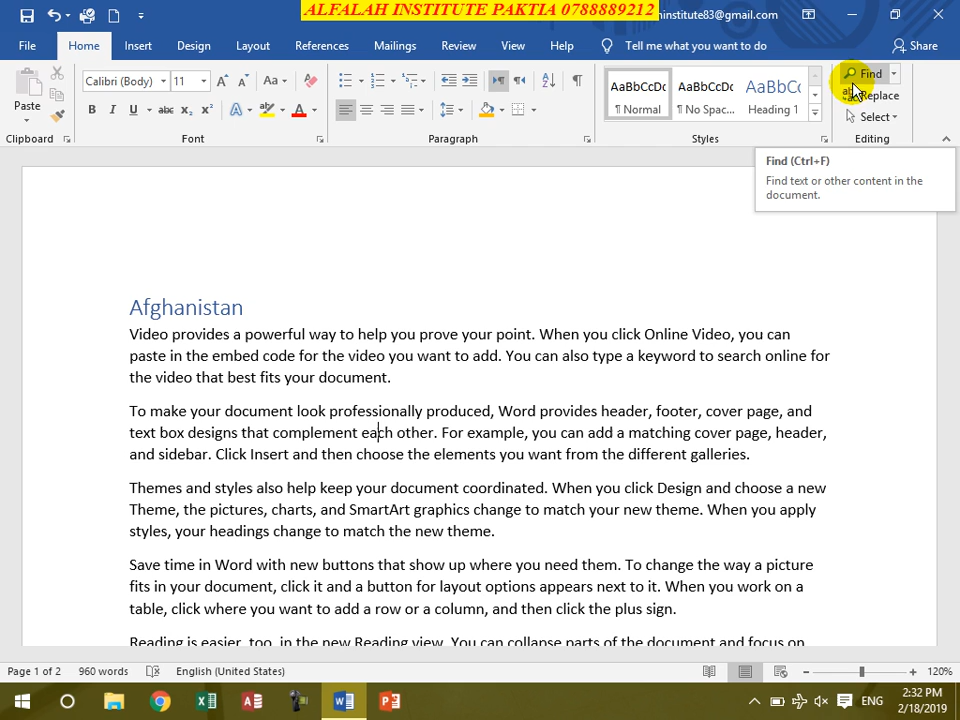 ALFALAH INSTITUTE PAKTIA 0788889212
ninstitute83@gmail.com
File Home Insert Design Layout References Mailings Review View Help Tell me what you want to do Share
Paste
Calibri (Body) 11
Aa
AaBbCcDc AaBbCcDc AaBbCc
¶ Normal ¶ No Spac... Heading 1
Find
Replace
Select
Clipboard Font Paragraph Styles Editing
Find (Ctrl+F)
Find text or other content in the
document.
Afghanistan
Video provides a powerful way to help you prove your point. When you click Online Video, you can
paste in the embed code for the video you want to add. You can also type a keyword to search online for
the video that best fits your document.
To make your document look professionally produced, Word provides header, footer, cover page, and
text box designs that complement each other. For example, you can add a matching cover page, header,
and sidebar. Click Insert and then choose the elements you want from the different galleries.
Themes and styles also help keep your document coordinated. When you click Design and choose a new
Theme, the pictures, charts, and SmartArt graphics change to match your new theme. When you apply
styles, your headings change to match the new theme.
Save time in Word with new buttons that show up where you need them. To change the way a picture
fits in your document, click it and a button for layout options appears next to it. When you work on a
table, click where you want to add a row or a column, and then click the plus sign.
Reading is easier, too, in the new Reading view. You can collapse parts of the document and focus on
Page 1 of 2 960 words English (United States) 120%
ENG
2:32 PM
2/18/2019